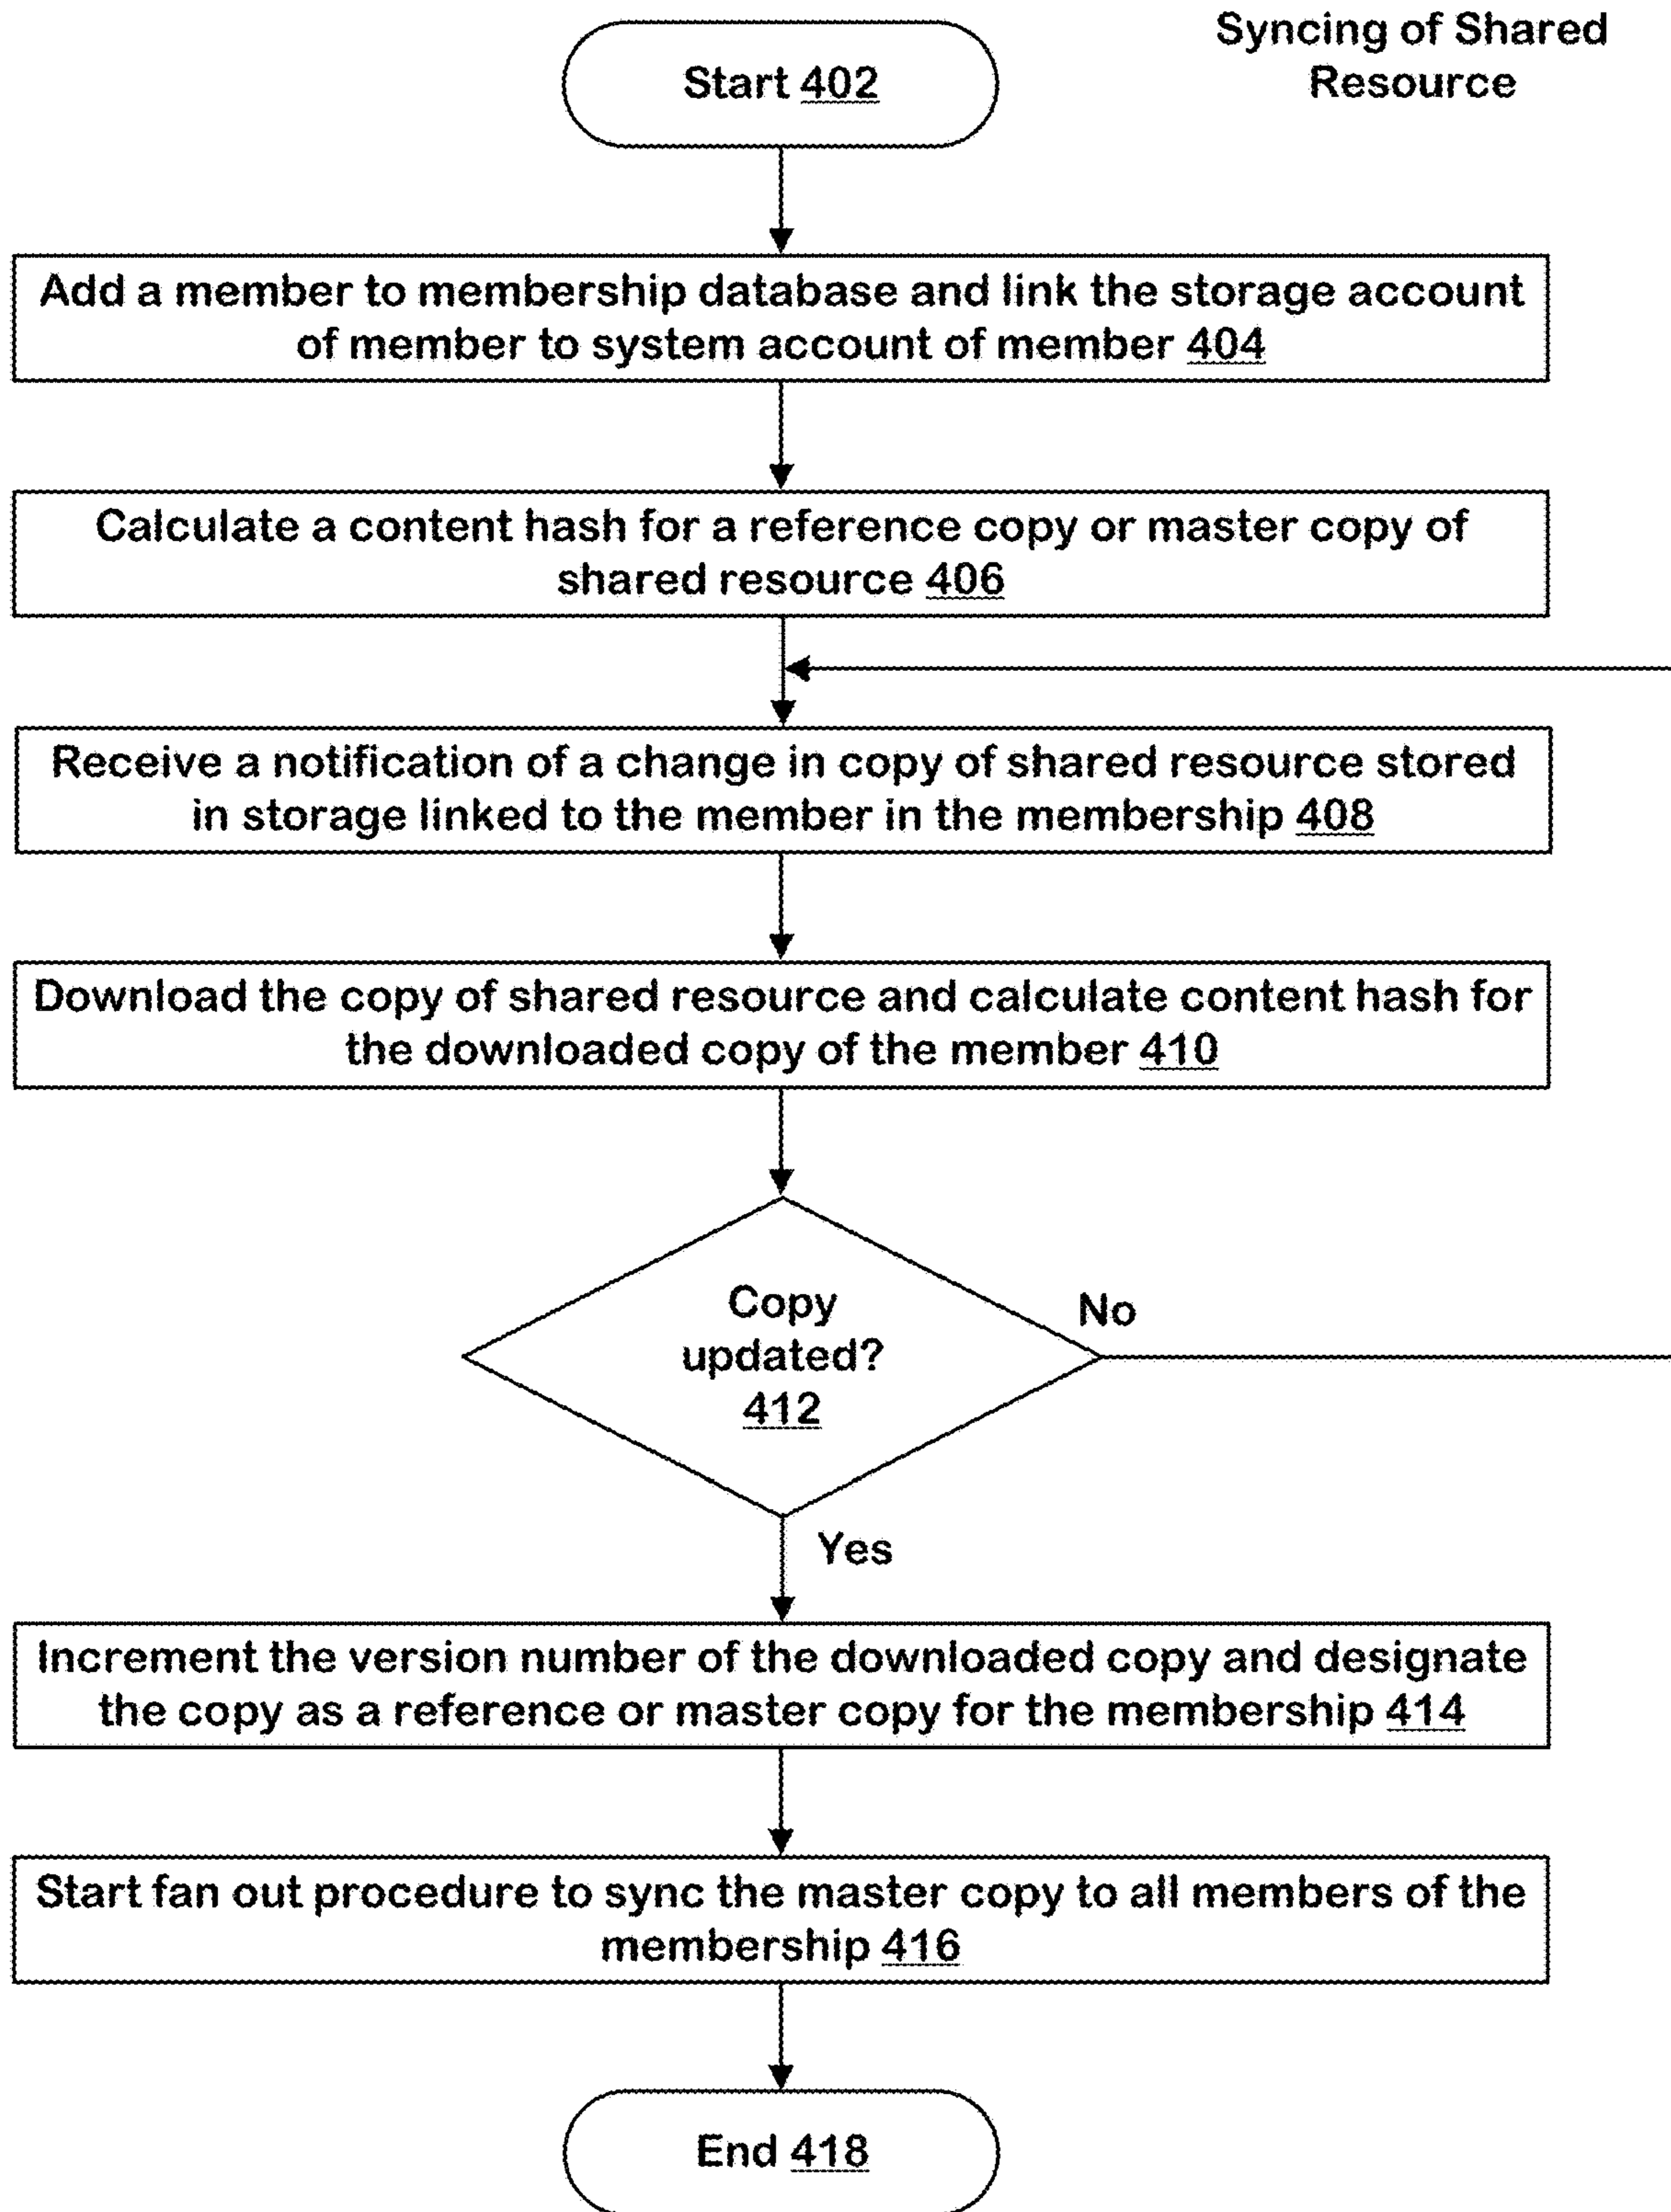 Syncing of Shared
Resource
Start 402
Add a member to membership database and link the storage account
of member to system account of member 404
Calculate a content hash for a reference copy or master copy of
shared resource 406
Receive a notification of a change in copy of shared resource stored
in storage linked to the member in the membership 408
Download the copy of shared resource and calculate content hash for
the downloaded copy of the member 410
Copy
updated?
412
No
Yes
Increment the version number of the downloaded copy and designate
the copy as a reference or master copy for the membership 414
Start fan out procedure to sync the master copy to all members of the
membership 416
End 418